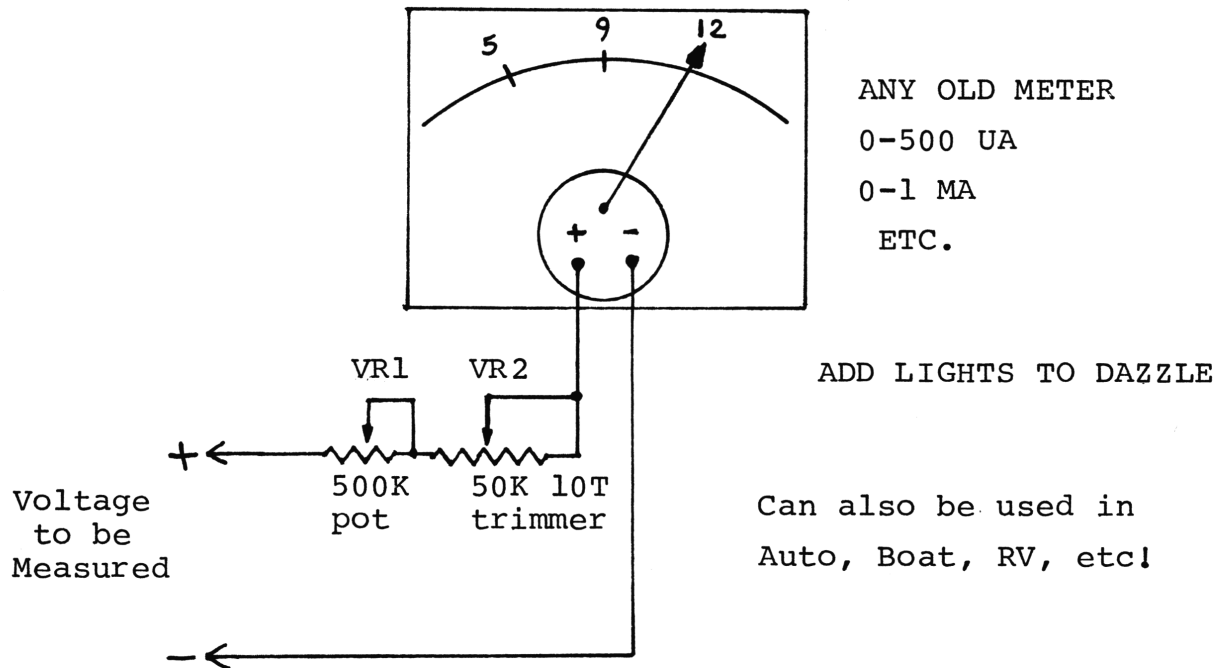 5 9 12
ANY OLD METER
0-500 UA
0-1 MA
ETC.
+ -
VR1 VR2
ADD LIGHTS TO DAZZLE
+
500K
pot
50K 10T
trimmer
Voltage
to be
Measured
Can also be used in
Auto, Boat, RV, etc!
-